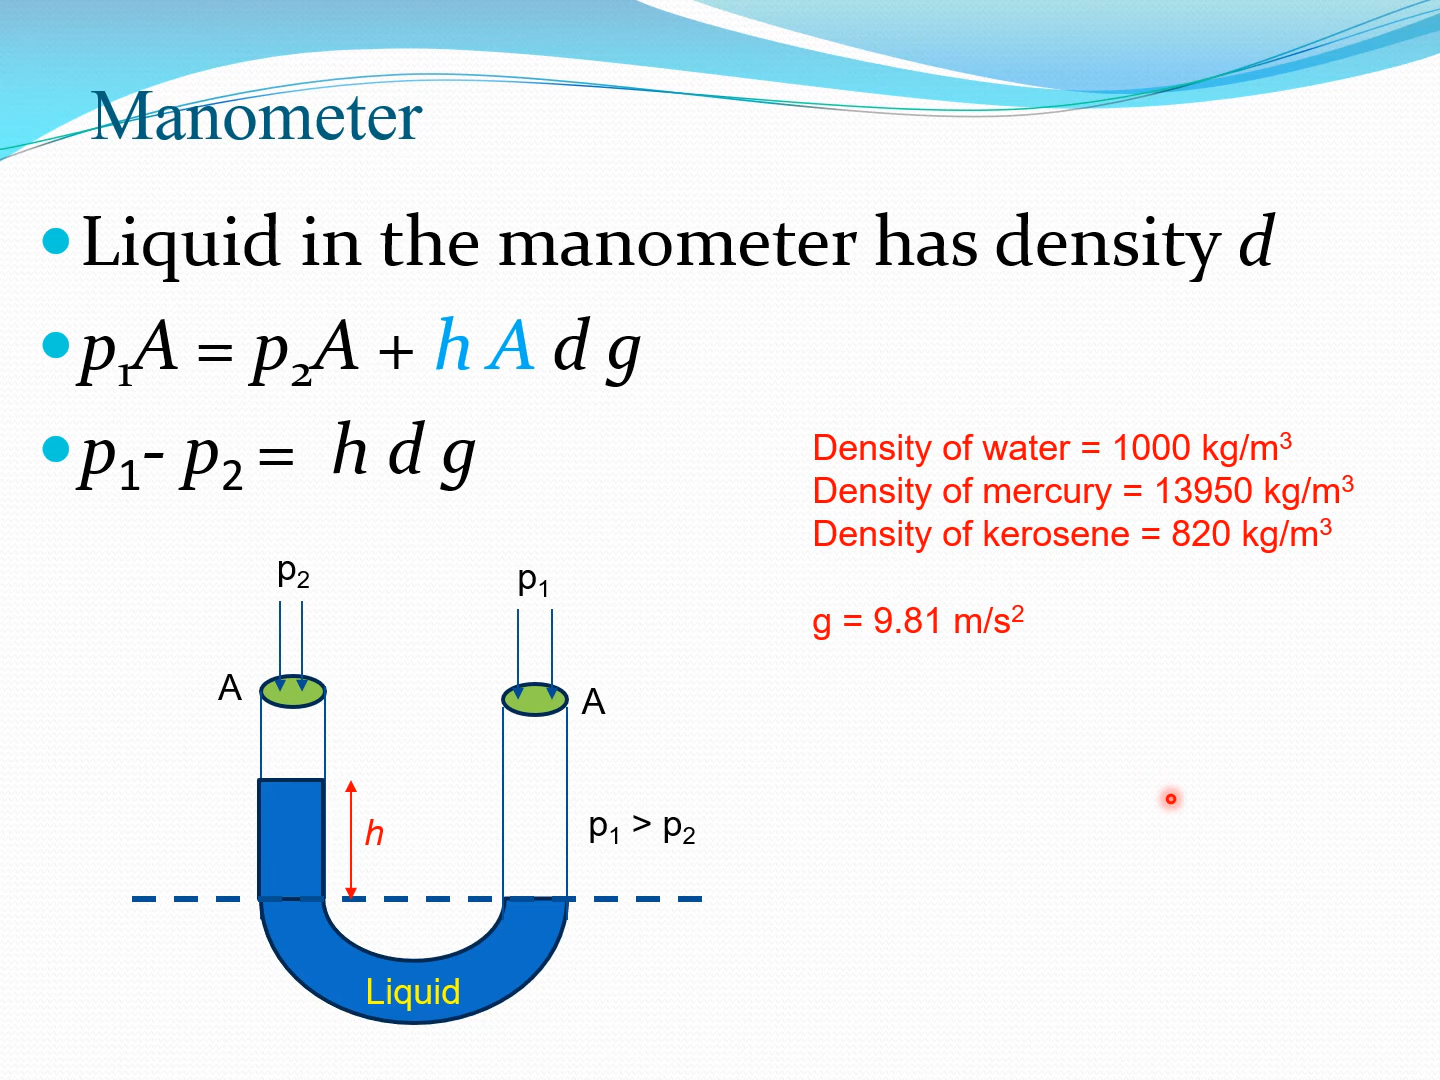 Manometer
Liquid in the manometer has density d
p₁A = p₂A + h A d g
p₁- p₂ = h d g
Density of water = 1000 kg/m³
Density of mercury = 13950 kg/m³
Density of kerosene = 820 kg/m³
g = 9.81 m/s²
p₂
p₁
A
A
h
p₁ > p₂
Liquid